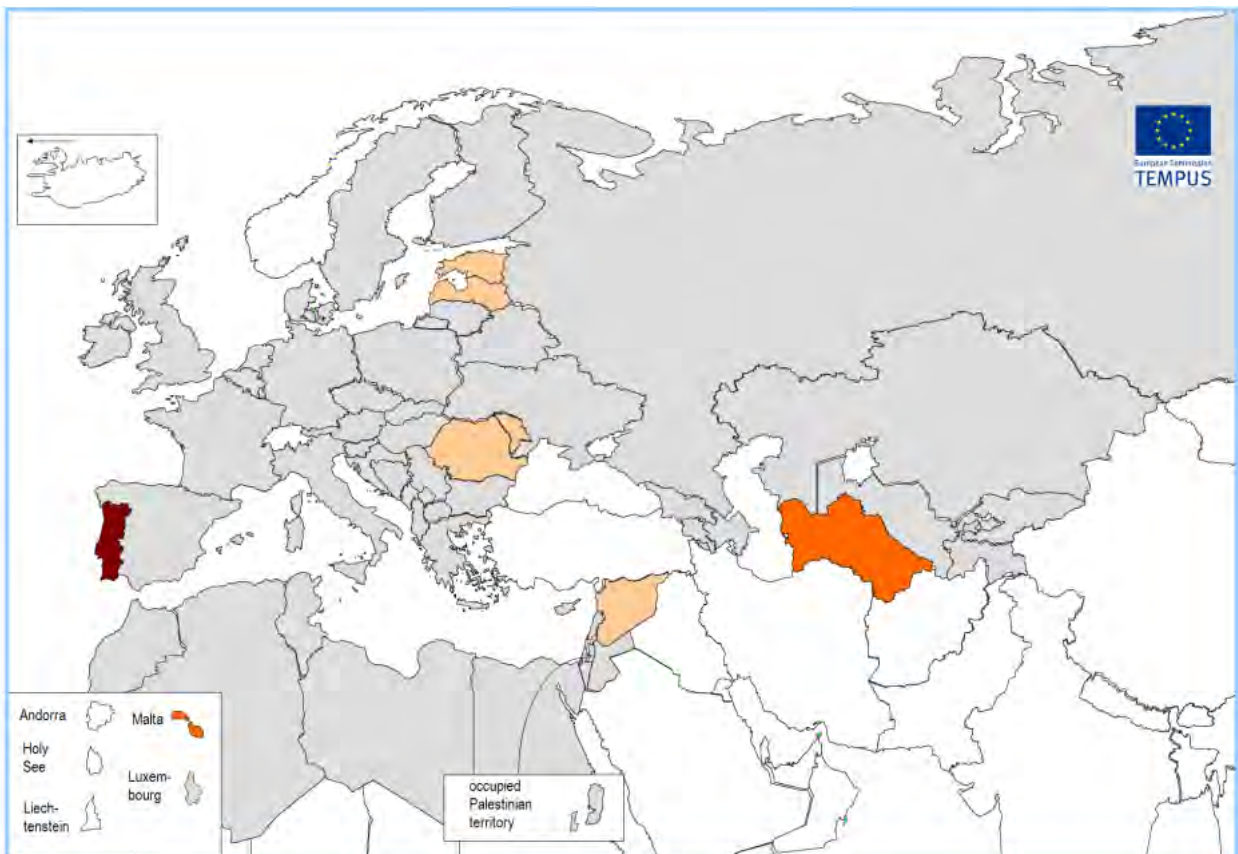 European Commission
TEMPUS
Andorra
Malta
Holy
See
Luxem-
bourg
Liech-
tenstein
occupied
Palestinian
territory